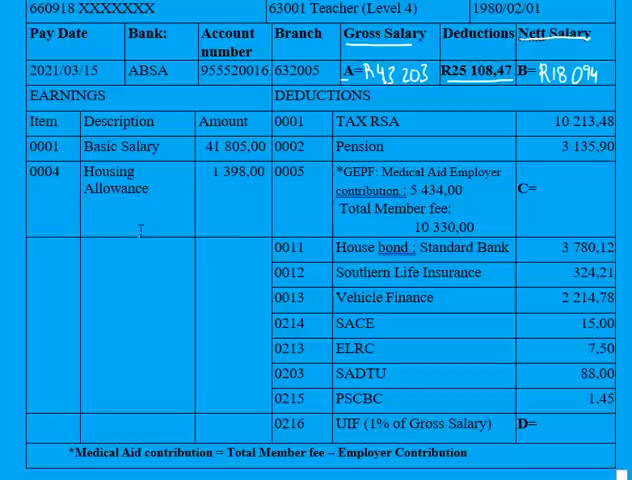 660918 XXXXXXX 63001 Teacher (Level 4) 1980/02/01
Pay Date Bank: Account number Branch Gross Salary Deductions Nett Salary
2021/03/15 ABSA 955520016 632005 A=R43 203 R25 108,47 B=R18 094
EARNINGS DEDUCTIONS
Item Description Amount 0001 TAX RSA 10 213,48
0001 Basic Salary 41 805,00 0002 Pension 3 135,90
0004 Housing Allowance 1 398,00 0005 *GEPF: Medical Aid Employer
contribution : 5 434,00 C=
Total Member fee:
10 330,00
0011 House bond : Standard Bank 3 780,12
0012 Southern Life Insurance 324,21
0013 Vehicle Finance 2 214,78
0214 SACE 15,00
0213 ELRC 7,50
0203 SADTU 88,00
0215 PSCBC 1,45
0216 UIF (1% of Gross Salary) D=
*Medical Aid contribution = Total Member fee – Employer Contribution